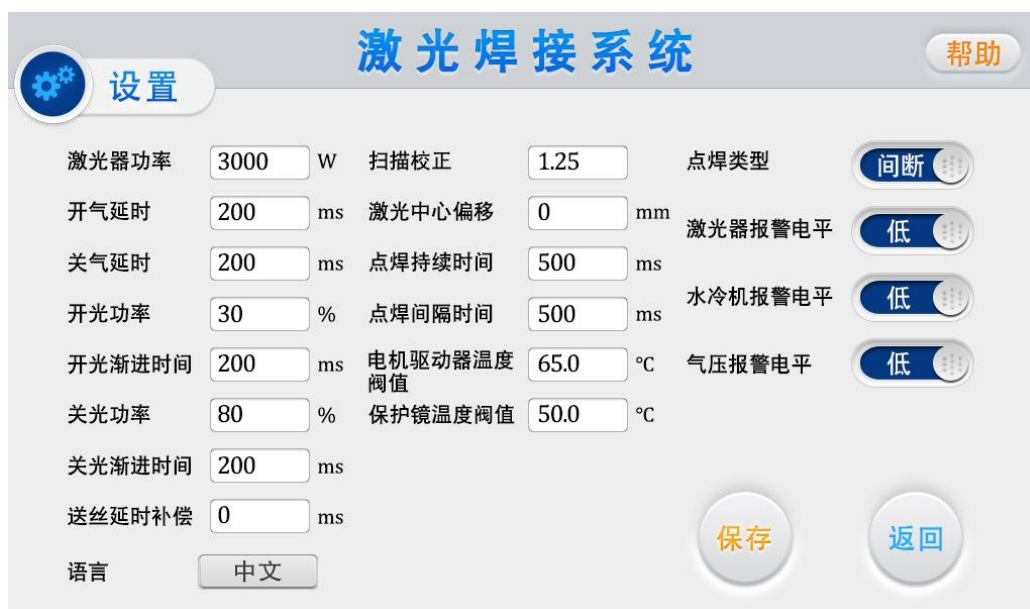 激光焊接系统
帮助
设置
激光器功率 3000 W 扫描校正 1.25 点焊类型 间断
开气延时 200 ms 激光中心偏移 0 mm
激光器报警电平 低
关气延时 200 ms 点焊持续时间 500 ms
水冷机报警电平 低
开光功率 30 % 点焊间隔时间 500 ms
开光渐进时间 200 ms 电机驱动器温度 65.0 °C 气压报警电平 低
阀值
关光功率 80 % 保护镜温度阀值 50.0 °C
关光渐进时间 200 ms
送丝延时补偿 0 ms
保存 返回
语言 中文